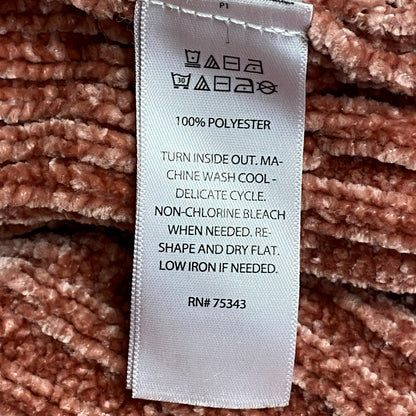 P1
30
100% POLYESTER
TURN INSIDE OUT. MA-
CHINE WASH COOL -
DELICATE CYCLE.
NON-CHLORINE BLEACH
WHEN NEEDED. RE-
SHAPE AND DRY FLAT.
LOW IRON IF NEEDED.
RN# 75343